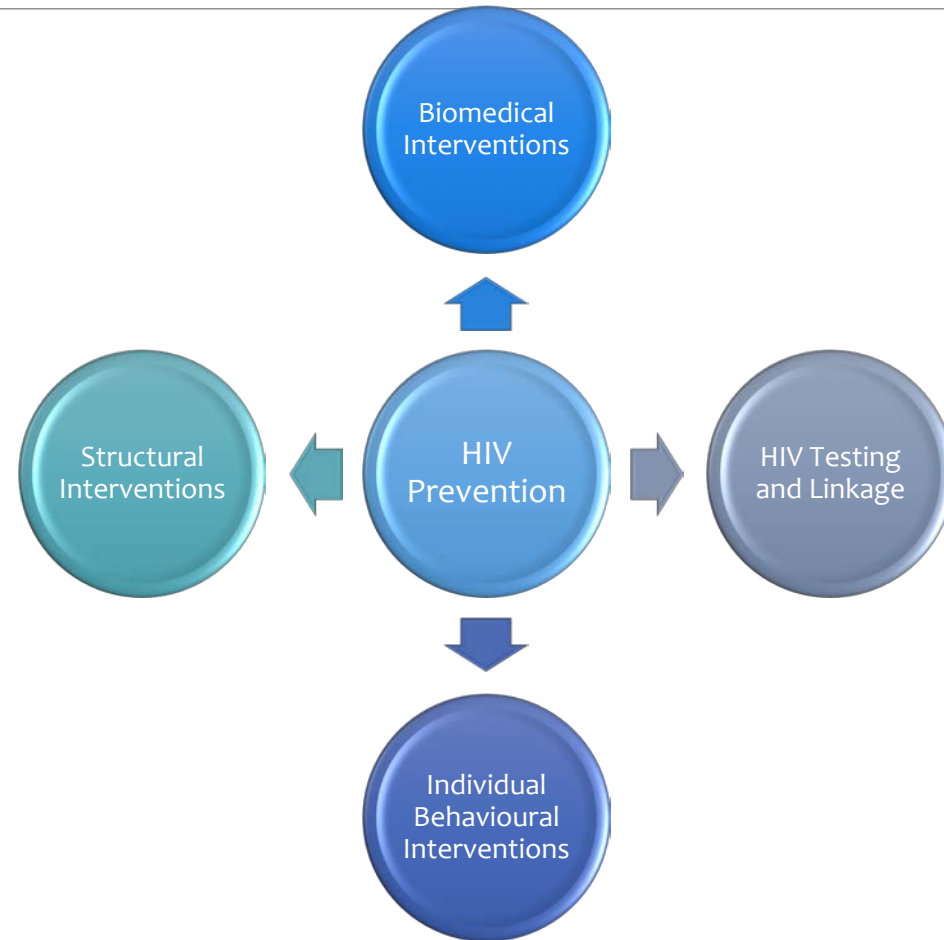 Biomedical
Interventions
Structural
Interventions
HIV
Prevention
HIV Testing
and Linkage
Individual
Behavioural
Interventions